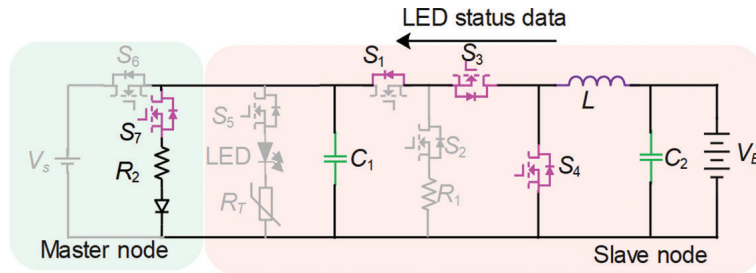 LED status data
S6
S1
S3
S7
S5
L
Vs
R2
LED
C1
S2
S4
C2
RT
R1
Master node
Slave node